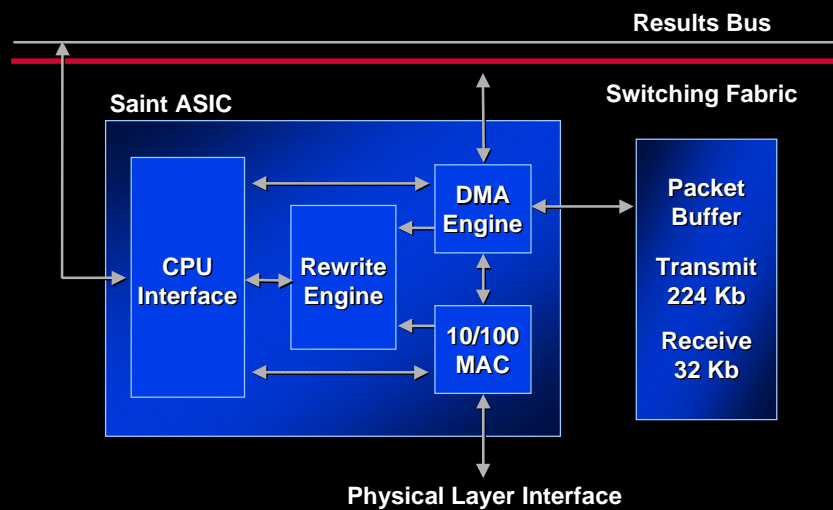 Results Bus
Saint ASIC
Switching Fabric
CPU
Interface
Rewrite
Engine
DMA
Engine
10/100
MAC
Packet
Buffer
Transmit
224 Kb
Receive
32 Kb
Physical Layer Interface